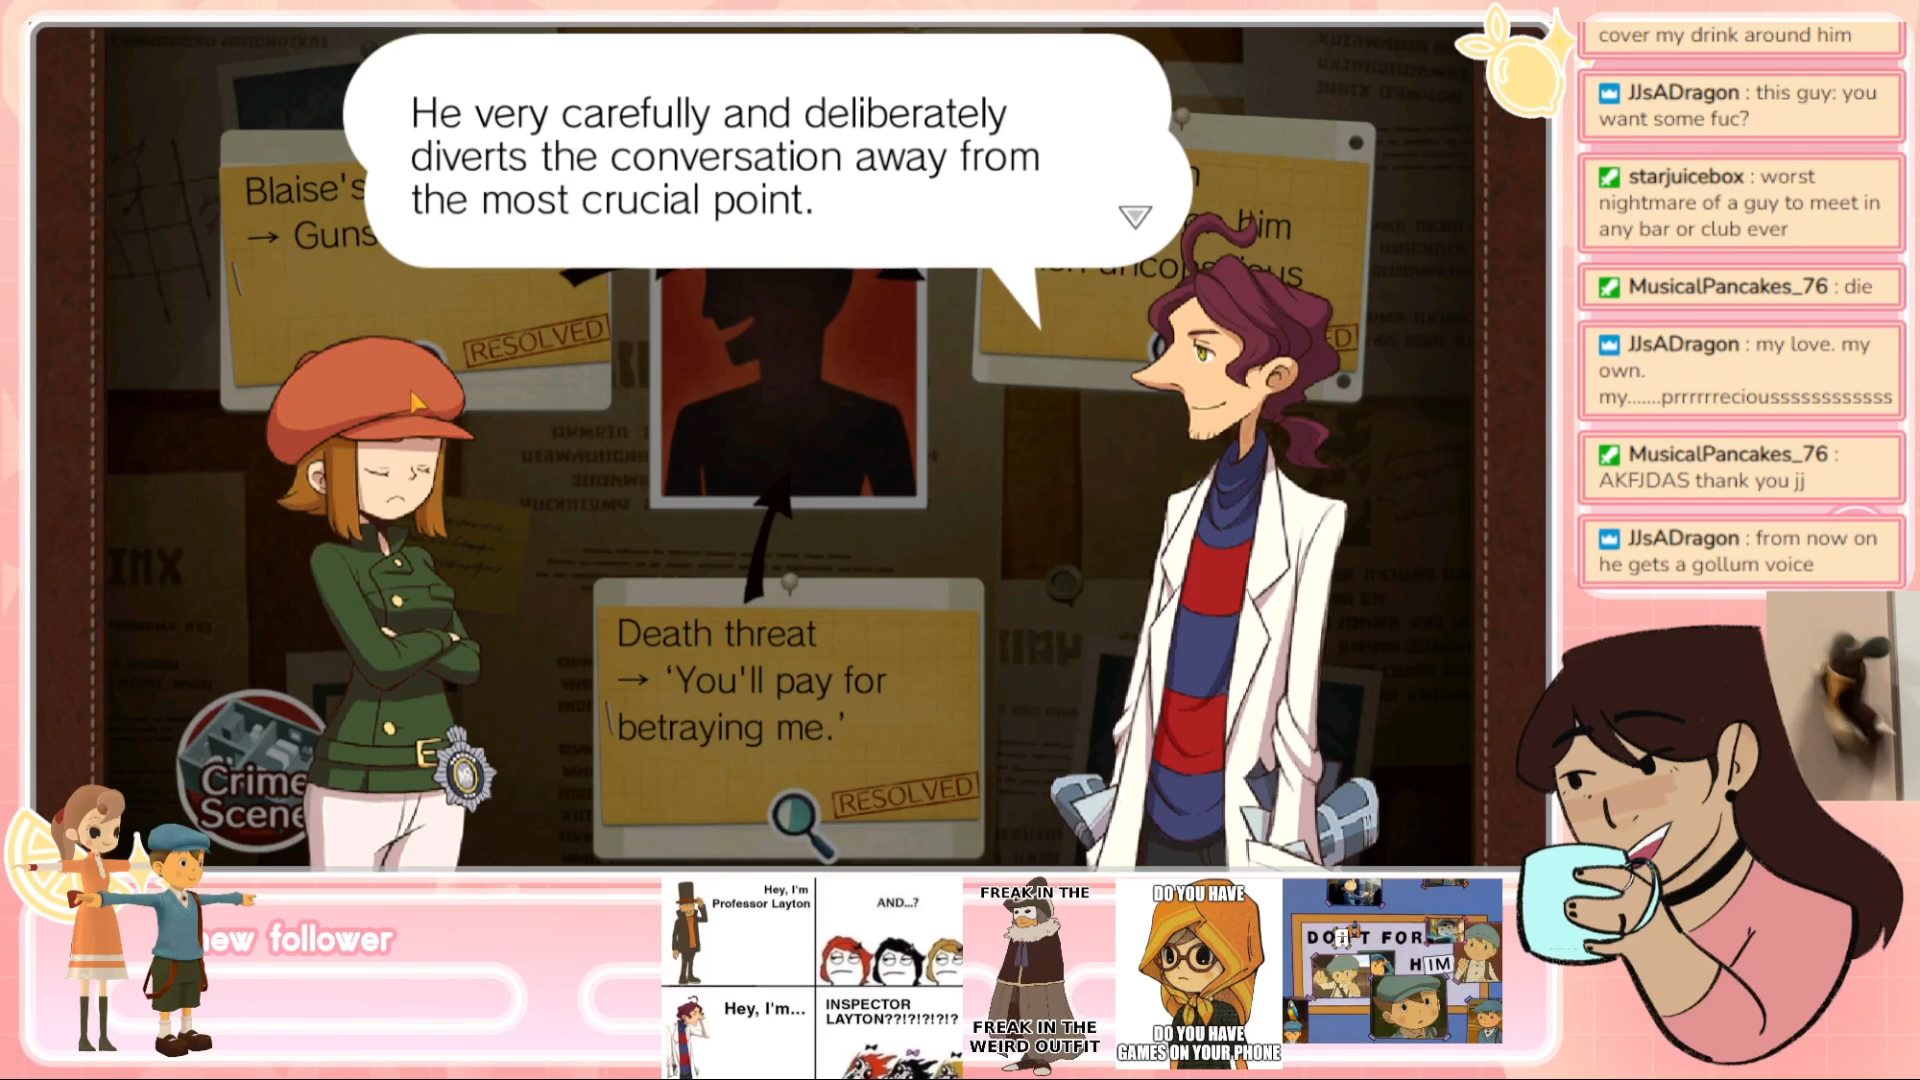 He very carefully and deliberately
diverts the conversation away from
the most crucial point.
Blaise's
→ Guns
RESOLVED
him
Death threat
→ ‘You'll pay for
betraying me.’
RESOLVED
Crime
Scene
new follower
Hey, I'm
Professor Layton
AND...?
Hey, I'm...
INSPECTOR
LAYTON??!?!?!?!?
FREAK IN THE
FREAK IN THE
WEIRD OUTFIT
DO YOU HAVE
DO YOU HAVE
GAMES ON YOUR PHONE
FOR
HIM
cover my drink around him
JJsADragon : this guy: you
want some fuc?
starjuicebox : worst
nightmare of a guy to meet in
any bar or club ever
MusicalPancakes_76 : die
JJsADragon : my love. my
own.
my.......prrrrrrecioussssssssssss
MusicalPancakes_76 :
AKFJDAS thank you jj
JJsADragon : from now on
he gets a gollum voice